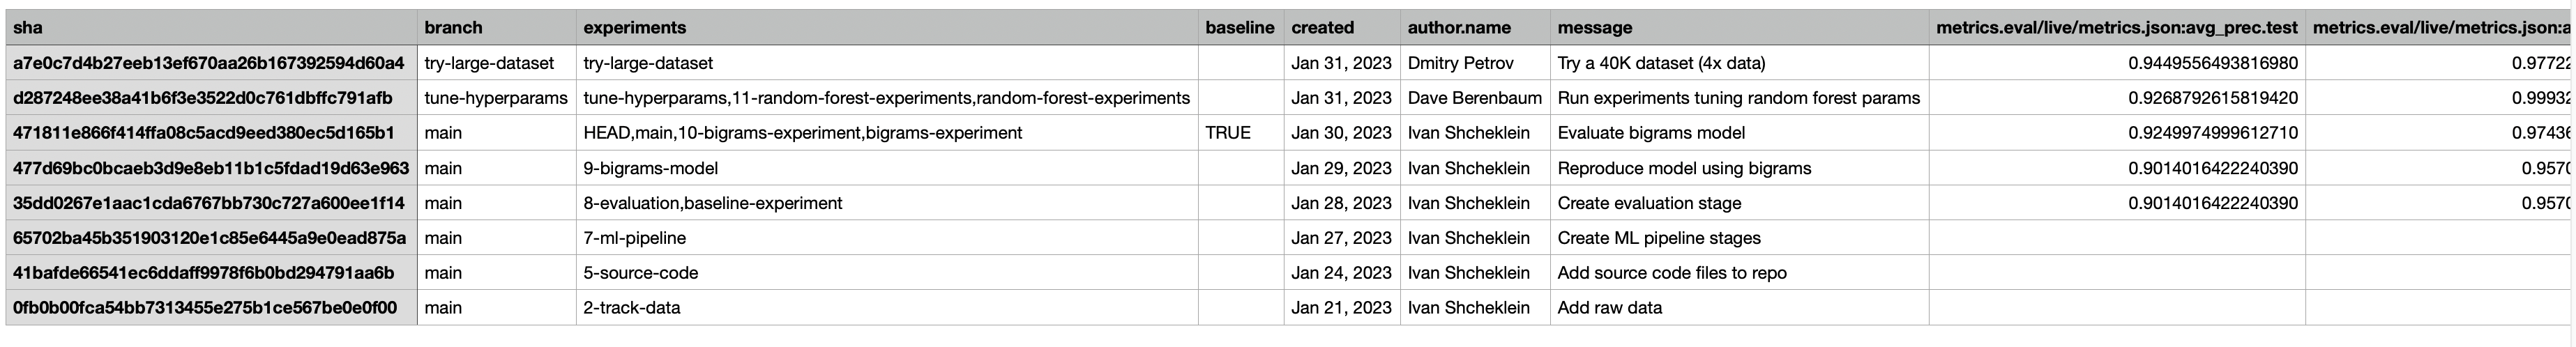 sha branch experiments baseline created author.name message metrics.eval/live/metrics.json:avg_prec.test metrics.eval/live/metrics.json:a
a7e0c7d4b27eeb13ef670aa26b167392594d60a4 try-large-dataset try-large-dataset Jan 31, 2023 Dmitry Petrov Try a 40K dataset (4x data) 0.9449556493816980 0.97722
d287248ee38a41b6f3e3522d0c761dbffc791afb tune-hyperparams tune-hyperparams,11-random-forest-experiments,random-forest-experiments Jan 31, 2023 Dave Berenbaum Run experiments tuning random forest params 0.9268792615819420 0.99932
471811e866f414ffa08c5acd9eed380ec5d165b1 main HEAD,main,10-bigrams-experiment,bigrams-experiment TRUE Jan 30, 2023 Ivan Shcheklein Evaluate bigrams model 0.9249974999612710 0.97436
477d69bc0bcaeb3d9e8eb11b1c5fdad19d63e963 main 9-bigrams-model Jan 29, 2023 Ivan Shcheklein Reproduce model using bigrams 0.9014016422240390 0.9570
35dd0267e1aac1cda6767bb730c727a600ee1f14 main 8-evaluation,baseline-experiment Jan 28, 2023 Ivan Shcheklein Create evaluation stage 0.9014016422240390 0.9570
65702ba45b351903120e1c85e6445a9e0ead875a main 7-ml-pipeline Jan 27, 2023 Ivan Shcheklein Create ML pipeline stages
41bafde66541ec6ddaff9978f6b0bd294791aa6b main 5-source-code Jan 24, 2023 Ivan Shcheklein Add source code files to repo
0fb0b00fca54bb7313455e275b1ce567be0e0f00 main 2-track-data Jan 21, 2023 Ivan Shcheklein Add raw data